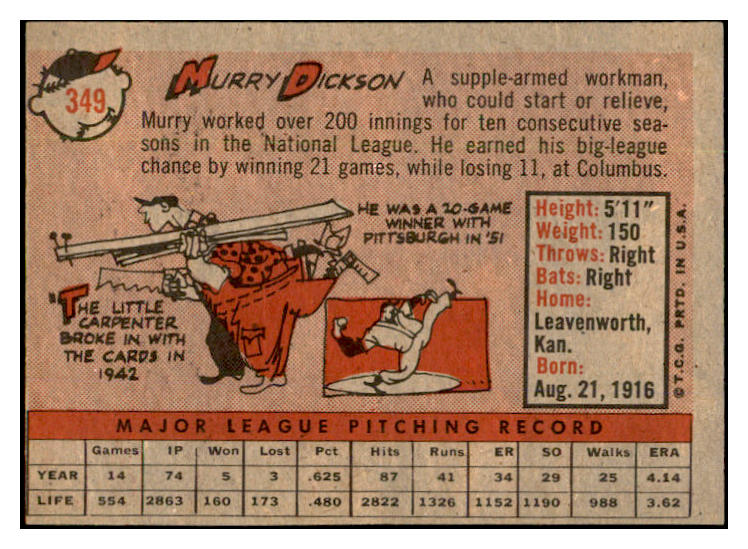 349
MURRY DICKSON
A supple-armed workman,
who could start or relieve,
Murry worked over 200 innings for ten consecutive sea-
sons in the National League. He earned his big-league
chance by winning 21 games, while losing 11, at Columbus.
HE WAS A 20-GAME
WINNER WITH
PITTSBURGH IN '51
"THE LITTLE
CARPENTER
BROKE IN WITH
THE CARDS IN
1942
Height: 5'11"
Weight: 150
Throws: Right
Bats: Right
Home:
Leavenworth,
Kan.
Born:
Aug. 21, 1916
© T.C.G. PRTD. IN U.S.A.
MAJOR LEAGUE PITCHING RECORD
Games IP Won Lost Pct Hits Runs ER SO Walks ERA
YEAR 14 74 5 3 .625 87 41 34 29 25 4.14
LIFE 554 2863 160 173 .480 2822 1326 1152 1190 988 3.62